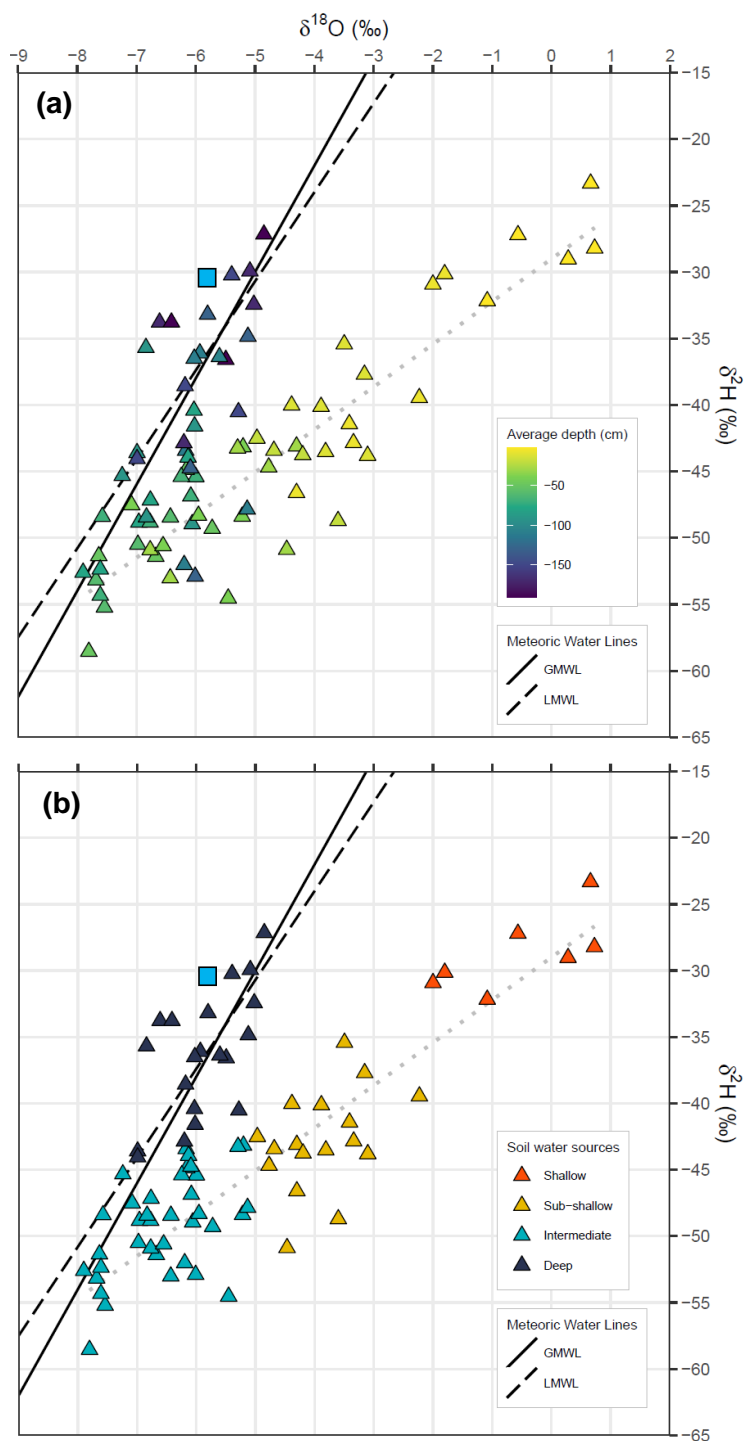 δ¹⁸O (‰)
−9 −8 −7 −6 −5 −4 −3 −2 −1 0 1 2
(a)
−15
−20
−25
−30
−35
−40
−45
−50
−55
−60
−65
δ²H (‰)
Average depth (cm)
−50
−100
−150
Meteoric Water Lines
GMWL
LMWL
(b)
−15
−20
−25
−30
−35
−40
−45
−50
−55
−60
−65
δ²H (‰)
Soil water sources
Shallow
Sub−shallow
Intermediate
Deep
Meteoric Water Lines
GMWL
LMWL